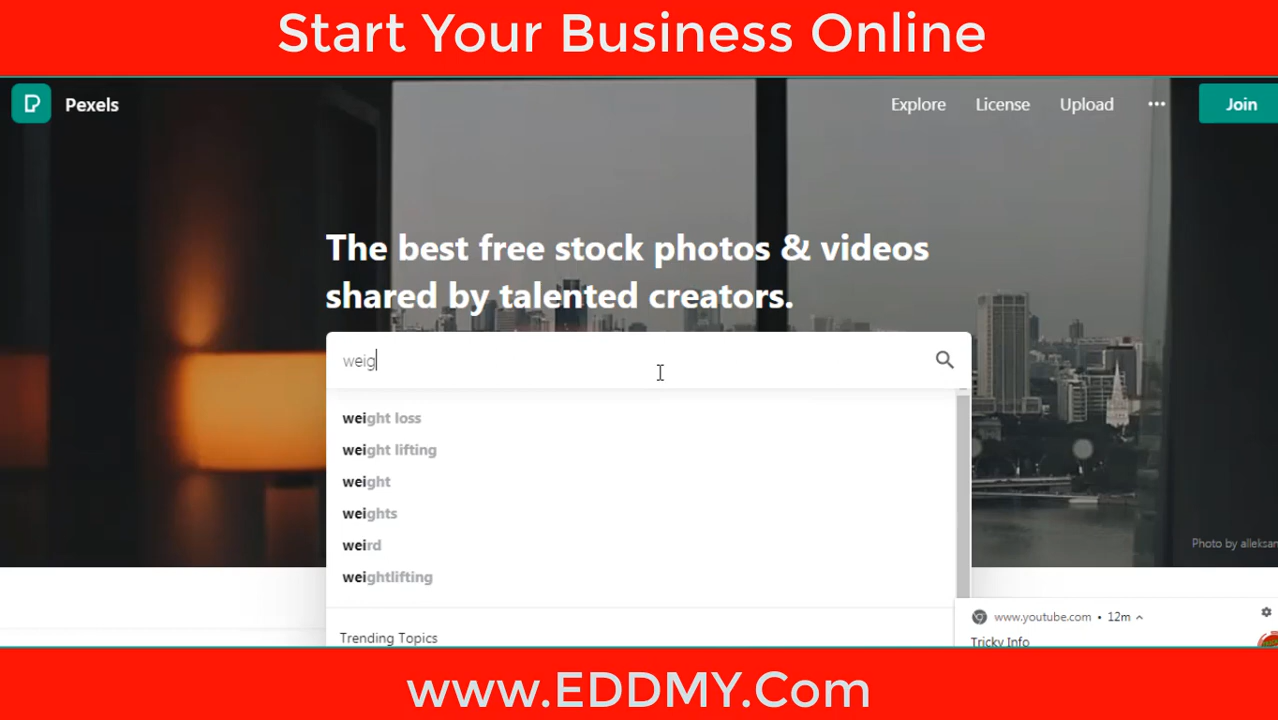 Start Your Business Online
Pexels
Explore License Upload ••• Join
The best free stock photos & videos
shared by talented creators.
weig
weight loss
weight lifting
weight
weights
weird
weightlifting
Photo by
www.youtube.com • 12m
Trending Topics
Tricky Info
www.EDDMY.Com